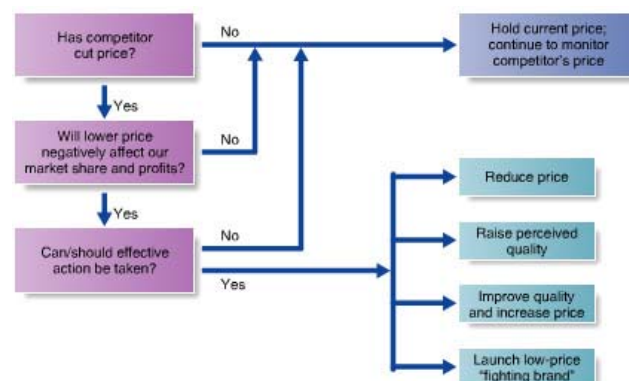 Has competitor
cut price?
No
Hold current price;
continue to monitor
competitor's price
Yes
Will lower price
negatively affect our
market share and profits?
No
Reduce price
Yes
Raise perceived
quality
Can/should effective
action be taken?
No
Yes
Improve quality
and increase price
Launch low-price
"fighting brand"